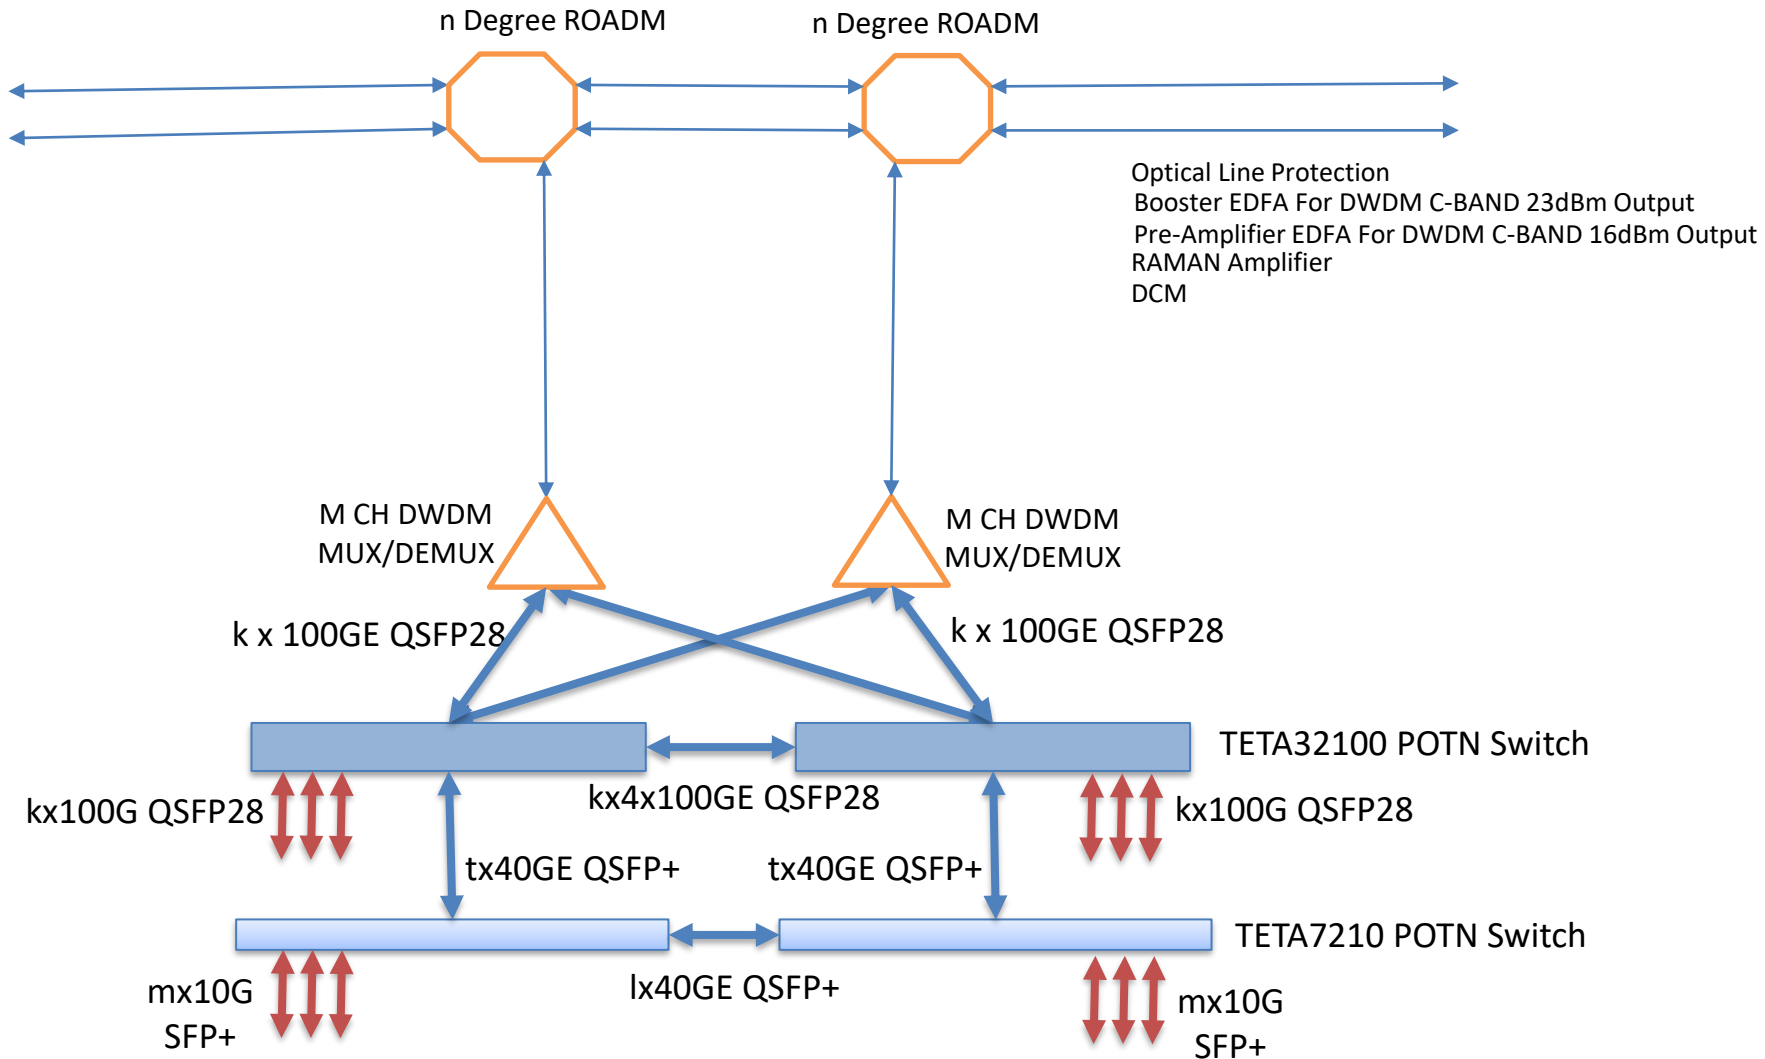 n Degree ROADM
n Degree ROADM
Optical Line Protection
Booster EDFA For DWDM C-BAND 23dBm Output
Pre-Amplifier EDFA For DWDM C-BAND 16dBm Output
RAMAN Amplifier
DCM
M CH DWDM
MUX/DEMUX
M CH DWDM
MUX/DEMUX
k x 100GE QSFP28
k x 100GE QSFP28
TETA32100 POTN Switch
kx100G QSFP28
kx4x100GE QSFP28
kx100G QSFP28
tx40GE QSFP+
tx40GE QSFP+
TETA7210 POTN Switch
mx10G
SFP+
lx40GE QSFP+
mx10G
SFP+